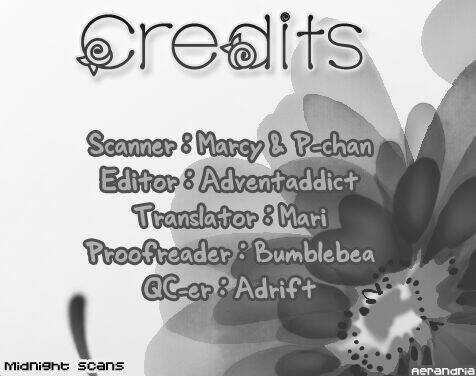 Credits
Scanner : Marcy & P-chan
Editor : Adventaddict
Translator : Mari
Proofreader : Bumblebea
QC-er : Adrift
Midnight Scans
Aerandria